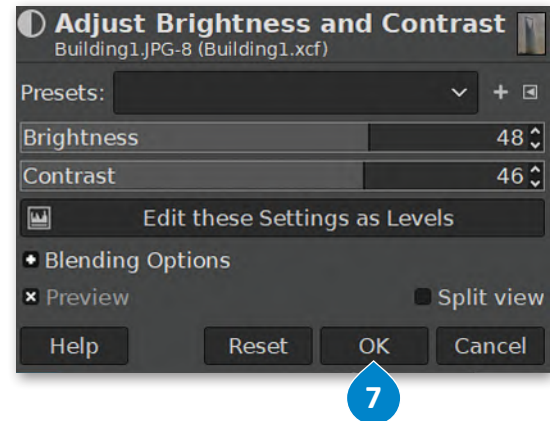 Adjust Brightness and Contrast
Building1.JPG-8 (Building1.xcf)
Presets:
Brightness 48
Contrast 46
Edit these Settings as Levels
Blending Options
Preview Split view
Help Reset OK Cancel
7